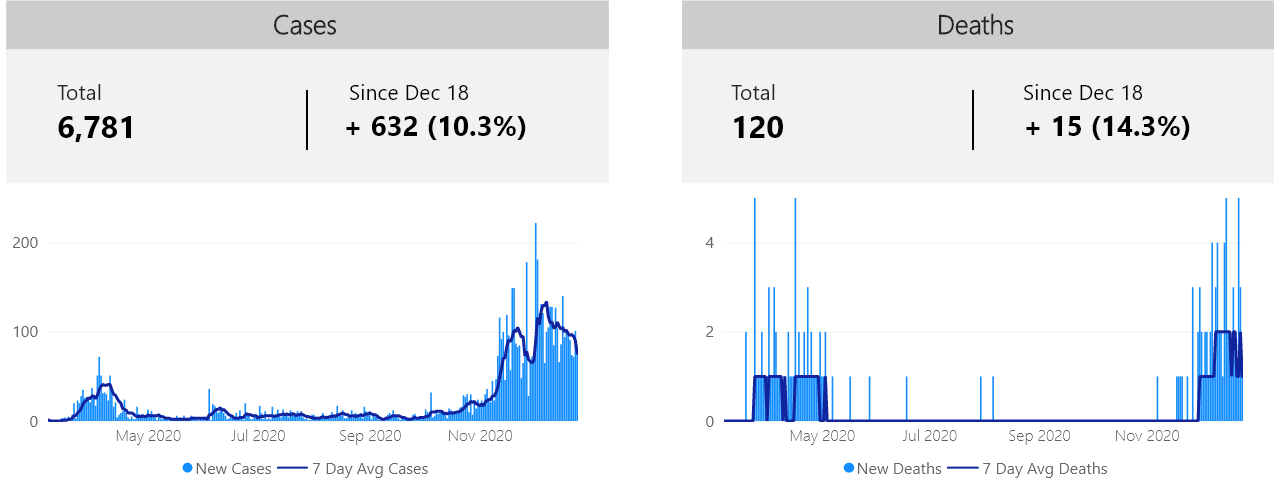 Cases
Total
6,781
Since Dec 18
+ 632 (10.3%)
200
100
0
May 2020
Jul 2020
Sep 2020
Nov 2020
New Cases
7 Day Avg Cases
Deaths
Total
120
Since Dec 18
+ 15 (14.3%)
4
2
0
May 2020
Jul 2020
Sep 2020
Nov 2020
New Deaths
7 Day Avg Deaths